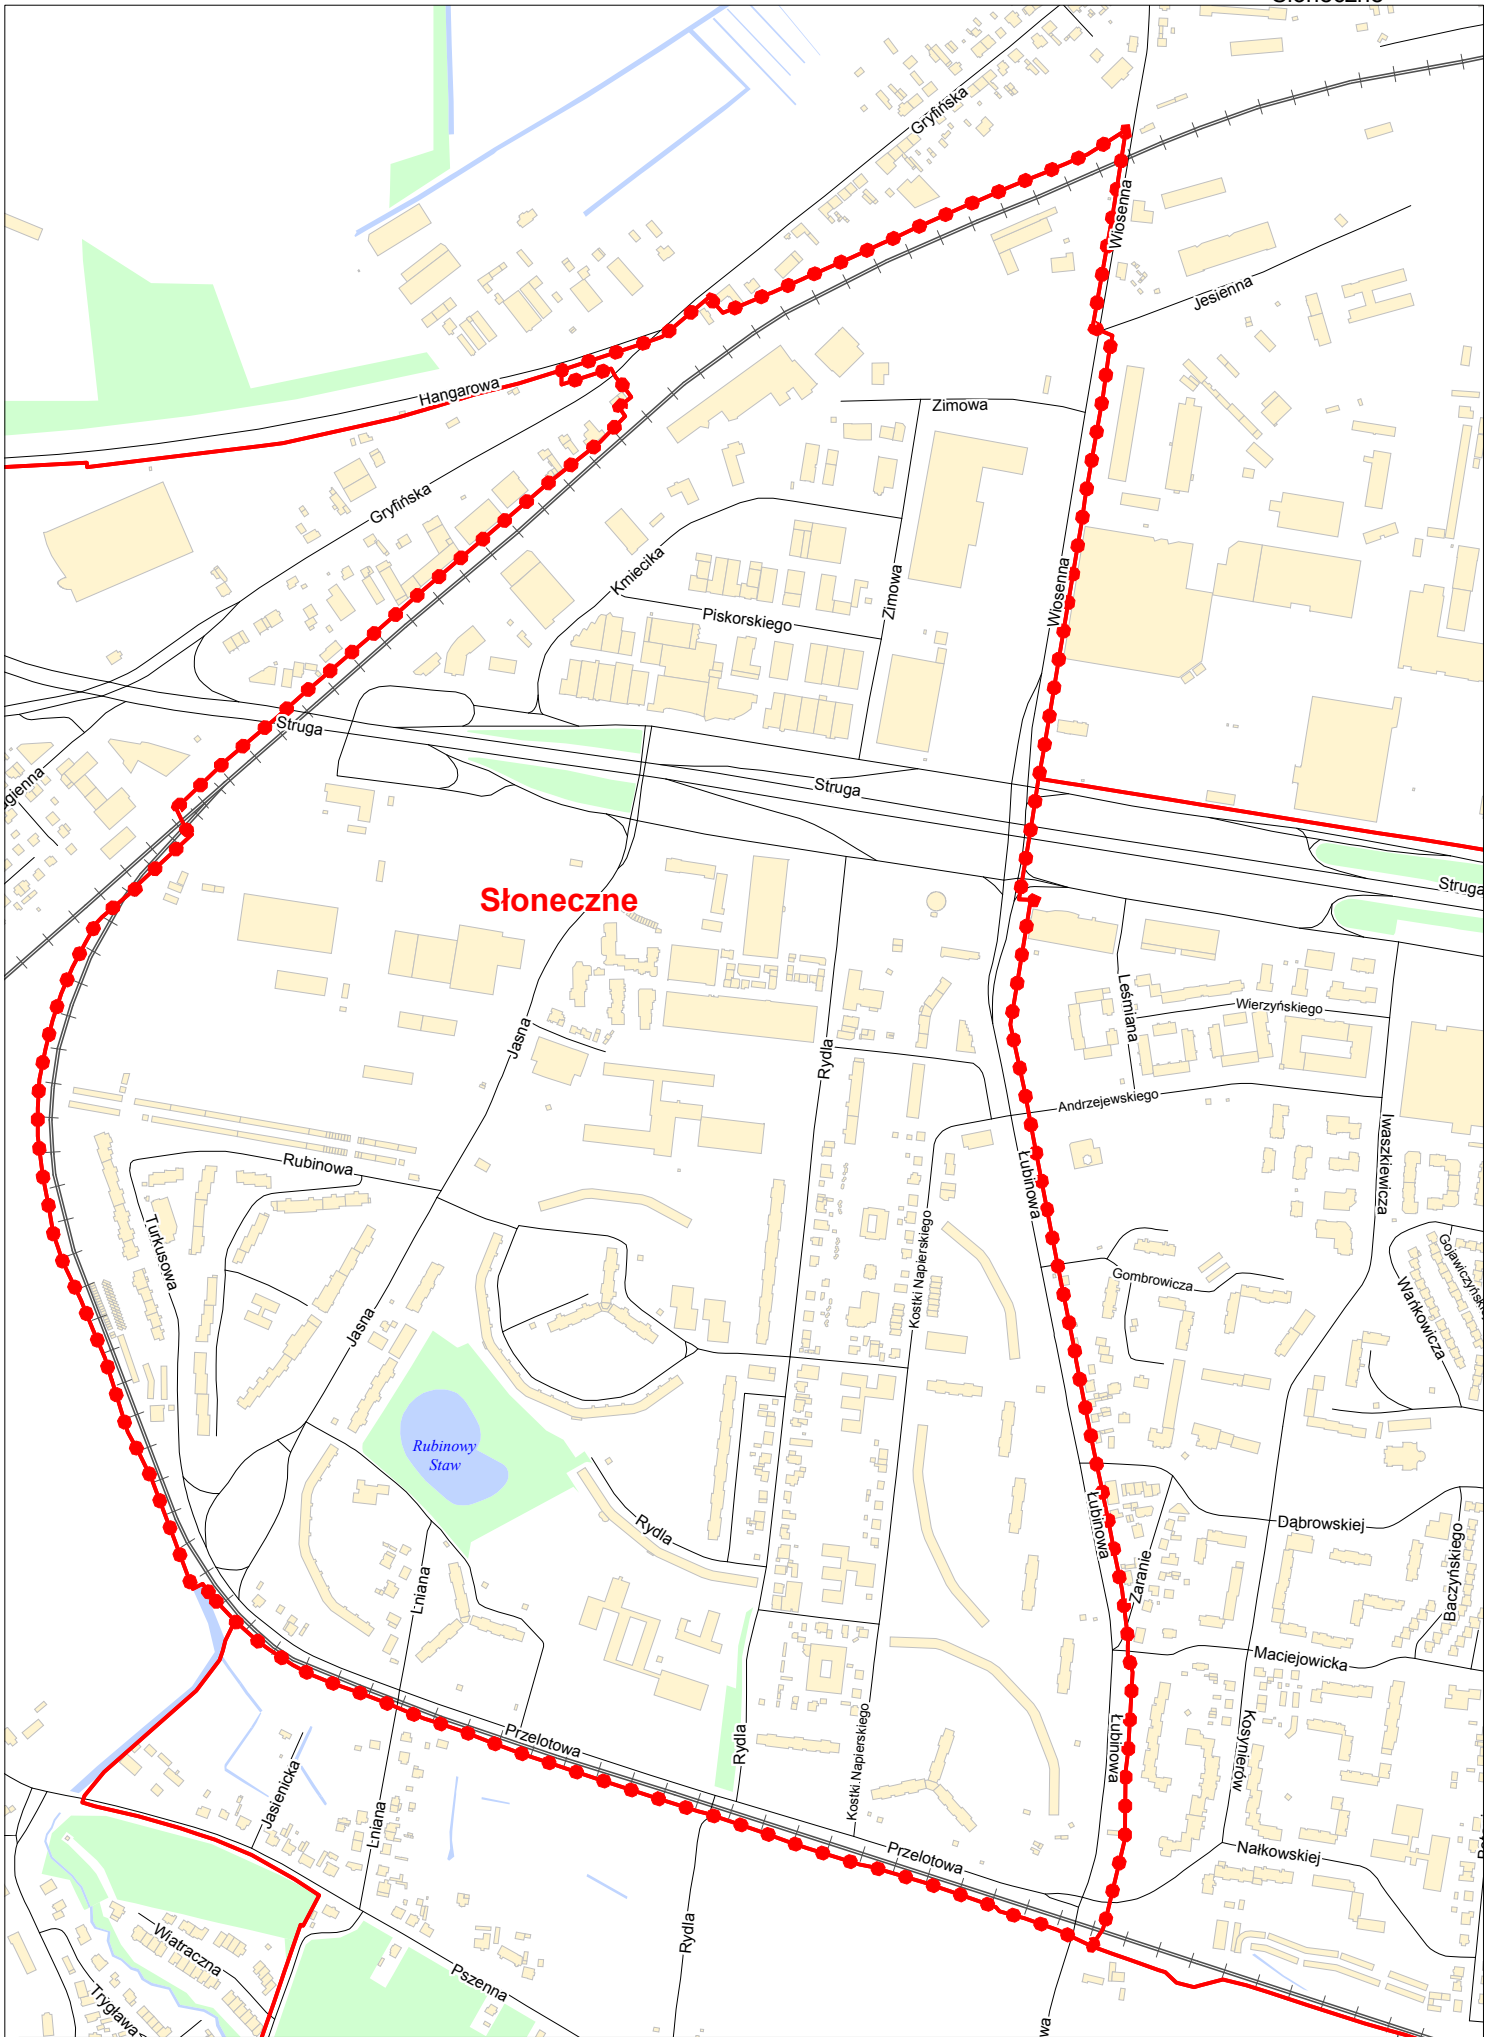 Gryfińska
Wiosenna
Jesienna
Hangarowa
Zimowa
Gryfińska
Kmiecika
Zimowa
Wiosenna
Piskorskiego
Struga
Struga
Struga
Słoneczne
Leśmiana
Wierzyńskiego
Jasna
Rydla
Andrzejewskiego
Iwaszkiewicza
Rubinowa
Łubinowa
Turkusowa
Kostki Napierskiego
Gombrowicza
Wańkowicza
Jasna
Rubinowy
Staw
Rydla
Łubinowa
Dąbrowskiej
Zaranie
Baczyńskiego
Lniana
Maciejowicka
Przelotowa
Rydla
Kostki Napierskiego
Łubinowa
Kosynierów
Jasienicka
Lniana
Przelotowa
Nałkowskiej
Wiatraczna
Rydla
Pszenna